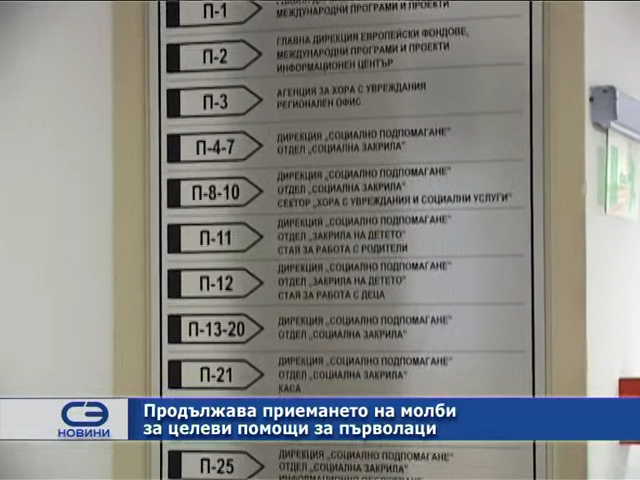 П-1
МЕЖДУНАРОДНИ ПРОГРАМИ И ПРОЕКТИ
П-2
ГЛАВНА ДИРЕКЦИЯ ЕВРОПЕЙСКИ ФОНДОВЕ,
МЕЖДУНАРОДНИ ПРОГРАМИ И ПРОЕКТИ
ИНФОРМАЦИОНЕН ЦЕНТЪР
П-3
АГЕНЦИЯ ЗА ХОРА С УВРЕЖДАНИЯ
РЕГИОНАЛЕН ОФИС
П-4-7
ДИРЕКЦИЯ „СОЦИАЛНО ПОДПОМАГАНЕ"
ОТДЕЛ „СОЦИАЛНА ЗАКРИЛА"
П-8-10
ДИРЕКЦИЯ „СОЦИАЛНО ПОДПОМАГАНЕ"
ОТДЕЛ „СОЦИАЛНА ЗАКРИЛА"
СЕКТОР „ХОРА С УВРЕЖДАНИЯ И СОЦИАЛНИ УСЛУГИ"
П-11
ДИРЕКЦИЯ „СОЦИАЛНО ПОДПОМАГАНЕ"
ОТДЕЛ „ЗАКРИЛА НА ДЕТЕТО"
СТАЯ ЗА РАБОТА С РОДИТЕЛИ
П-12
ДИРЕКЦИЯ „СОЦИАЛНО ПОДПОМАГАНЕ"
ОТДЕЛ „ЗАКРИЛА НА ДЕТЕТО"
СТАЯ ЗА РАБОТА С ДЕЦА
П-13-20
ДИРЕКЦИЯ „СОЦИАЛНО ПОДПОМАГАНЕ"
ОТДЕЛ „СОЦИАЛНА ЗАКРИЛА"
П-21
ДИРЕКЦИЯ „СОЦИАЛНО ПОДПОМАГАНЕ"
ОТДЕЛ „СОЦИАЛНА ЗАКРИЛА"
КАСА
СЭ
НОВИНИ
Продължава приемането на молби
за целеви помощи за първолаци
П-25
ДИРЕКЦИЯ „СОЦИАЛНО ПОДПОМАГАНЕ"
ОТДЕЛ „СОЦИАЛНА ЗАКРИЛА"